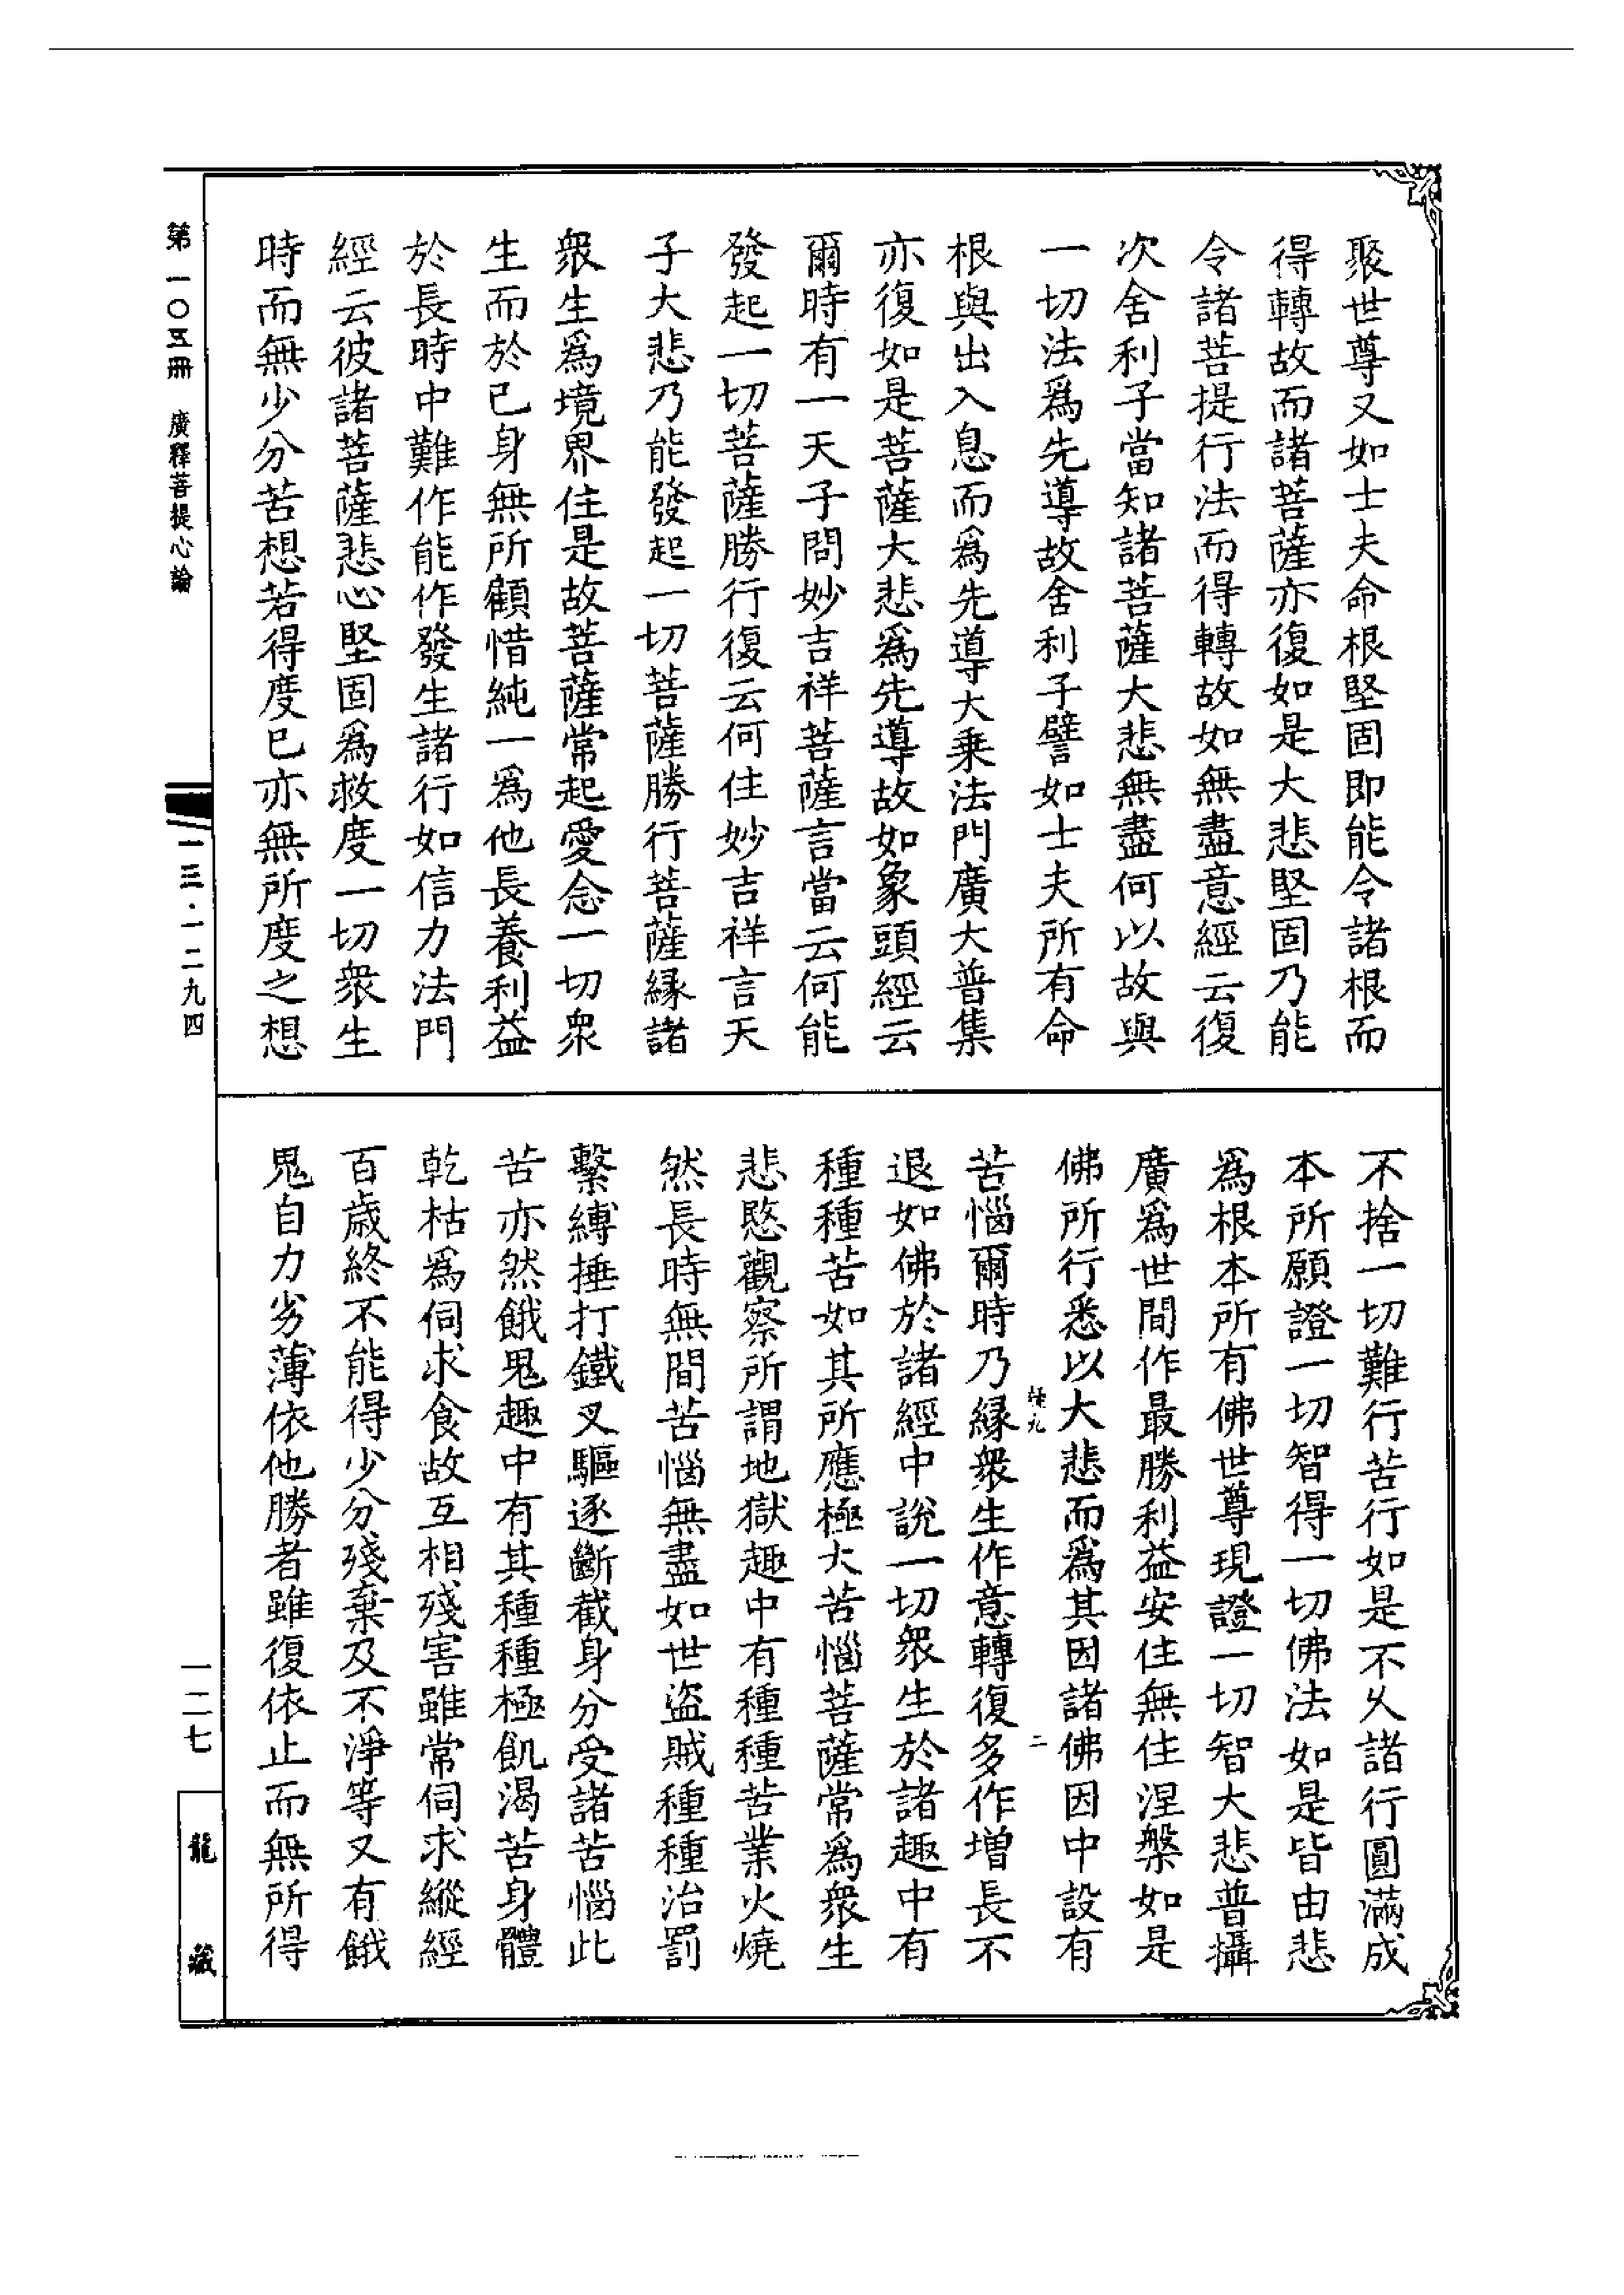 聚世尊又如士夫命根堅固即能令諸根而
得轉故而諸菩薩亦復如是大悲堅固乃能
令諸菩提行法而得轉故如無盡意經云復
次舍利子當知諸菩薩大悲無盡何以故與
一切法爲先導故舍利子譬如士夫所有命
根與出入息而爲先導大乗法門廣大普集
亦復如是菩薩大悲爲先導故如象頭經云
爾時有一天子問妙吉祥菩薩言當云何能
發起一切菩薩勝行復云何住妙吉祥言天
子大悲乃能發起一切菩薩勝行菩薩緣諸
衆生爲境界住是故菩薩常起愛念一切衆
生而於已身無所顧惜純一爲他長養利益
於長時中難作能作發生諸行如信力法門
經云彼諸菩薩悲心堅固爲救度一切衆生
時而無少分苦想若得度已亦無所度之想
不捨一切難行苦行如是不久諸行圓滿成
本所願證一切智得一切佛法如是皆由悲
爲根本所有佛世尊現證一切智大悲普攝
廣爲世間作最勝利益安住無住涅槃如是
佛所行悉以大悲而爲其因諸佛因中設有
二
苦惱爾時乃緣衆生作意轉復多作增長不
退如佛於諸經中說一切衆生於諸趣中有
種種苦如其所應極大苦惱菩薩常爲衆生
悲愍觀察所謂地獄趣中有種種苦業火燒
然長時無間苦惱無盡如世盜賊種種治罰
繫縛捶打鐵叉驅逐斷截身分受諸苦惱此
苦亦然餓鬼趣中有其種種極飢渴苦身體
乾枯爲伺求食故互相殘害雖常伺求縱經
百歲終不能得少分殘棄及不淨等又有餓
鬼自力劣薄依他勝者雖復依止而無所得
第一〇五冊　廣釋菩提心論
一三·一二九四
一二七
龍藏